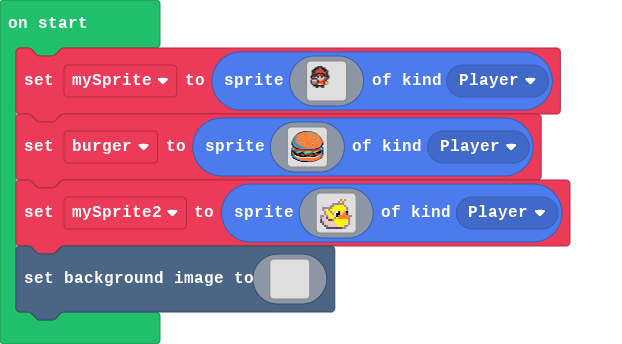 on start
set mySprite to sprite of kind Player
set burger to sprite of kind Player
set mySprite2 to sprite of kind Player
set background image to